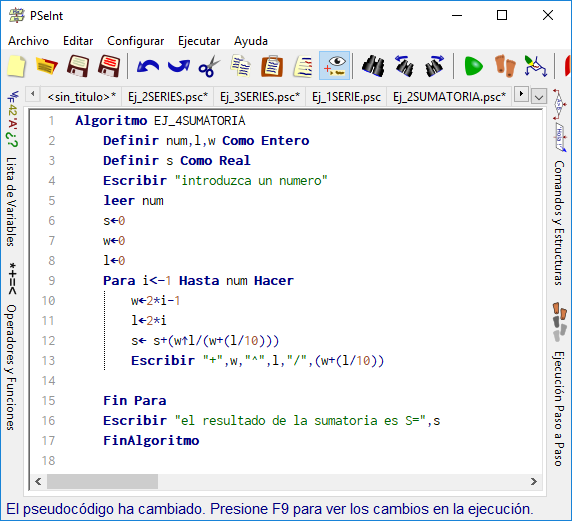 PSeInt
Archivo Editar Configurar Ejecutar Ayuda
<sin_titulo>* Ej_2SERIES.psc* Ej_3SERIES.psc* Ej_1SERIE.psc Ej_2SUMATORIA.psc*
1 Algoritmo EJ_4SUMATORIA
2 Definir num,l,w Como Entero
3 Definir s Como Real
4 Escribir "introduzca un numero"
5 leer num
6 s←0
7 w←0
8 l←0
9 Para i<-1 Hasta num Hacer
10 w←2*i-1
11 l←2*i
12 s← s+(w↑l/(w+(l/10)))
13 Escribir "+",w,"^",l,"/",(w+(l/10))
14
15 Fin Para
16 Escribir "el resultado de la sumatoria es S=",s
17 FinAlgoritmo
18
Lista de Variables
*+=< Operadores y Funciones
Comandos y Estructuras
Ejecución Paso a Paso
El pseudocódigo ha cambiado. Presione F9 para ver los cambios en la ejecución.